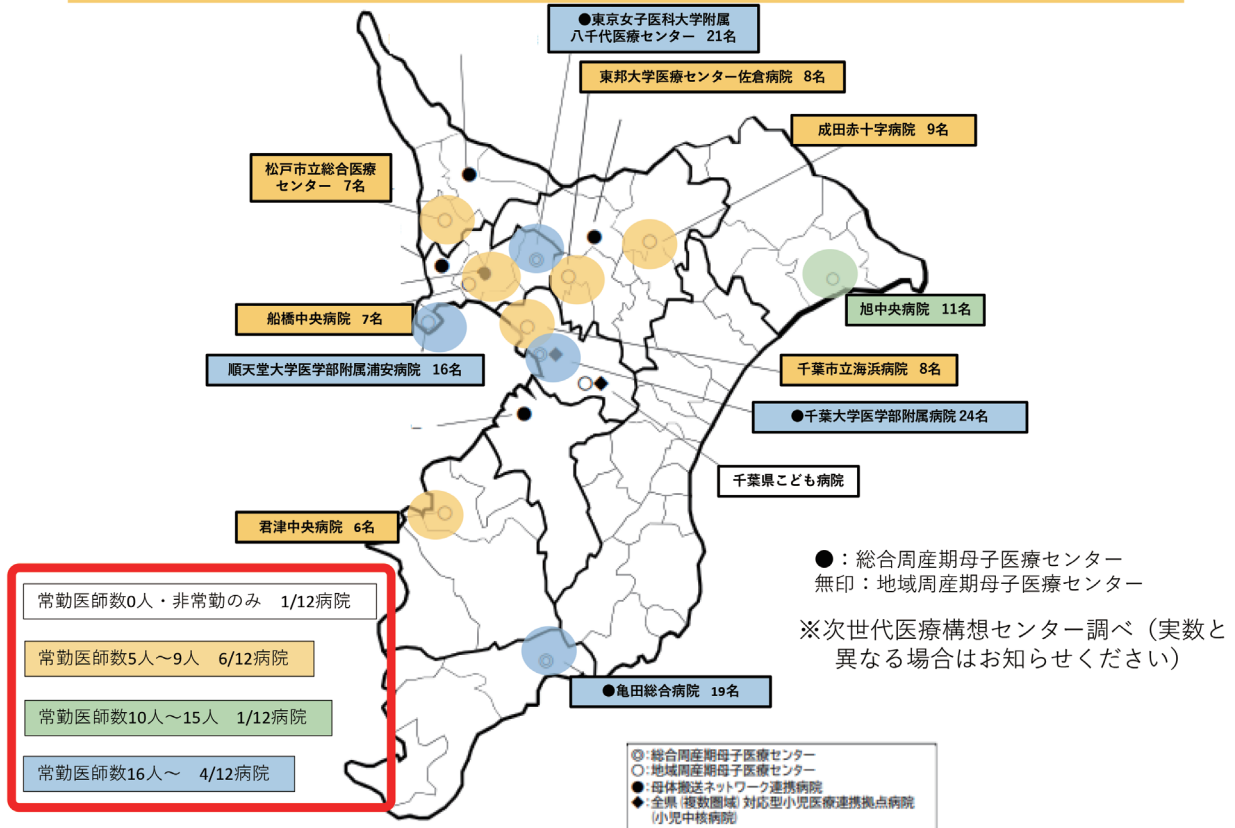 ●東京女子医科大学附属
八千代医療センター 21名
東邦大学医療センター佐倉病院 8名
成田赤十字病院 9名
松戸市立総合医療
センター 7名
旭中央病院 11名
船橋中央病院 7名
順天堂大学医学部附属浦安病院 16名
千葉市立海浜病院 8名
●千葉大学医学部附属病院 24名
千葉県こども病院
君津中央病院 6名
●:総合周産期母子医療センター
無印:地域周産期母子医療センター
※次世代医療構想センター調べ(実数と
異なる場合はお知らせください)
常勤医師数0人・非常勤のみ 1/12病院
常勤医師数5人〜9人 6/12病院
常勤医師数10人〜15人 1/12病院
常勤医師数16人〜 4/12病院
●亀田総合病院 19名
◎:総合周産期母子医療センター
○:地域周産期母子医療センター
●:母体搬送ネットワーク連携病院
◆:全県(複数圏域)対応型小児医療連携拠点病院
(小児中核病院)